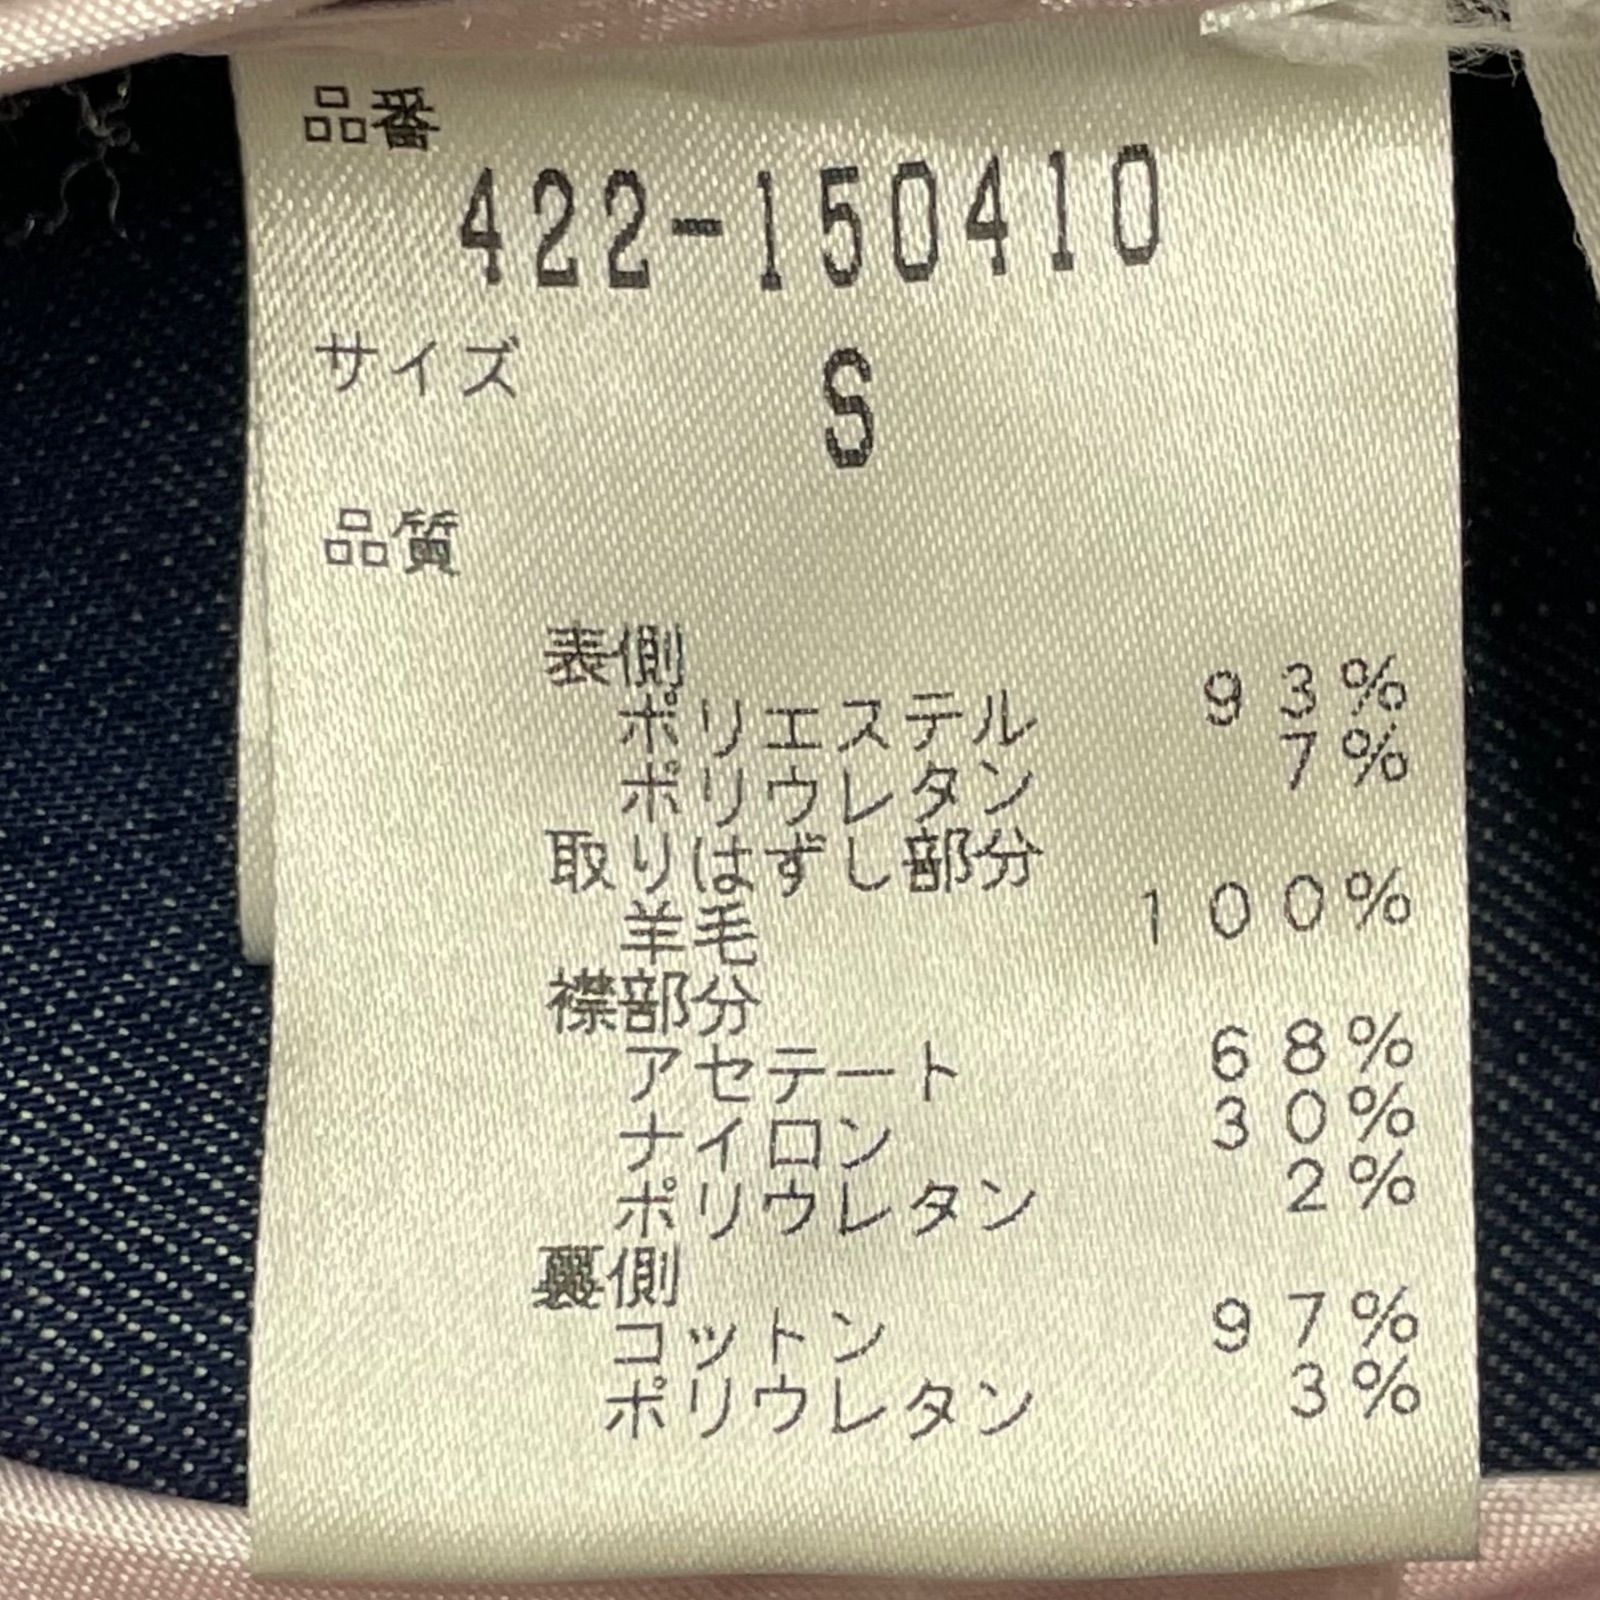 品番
422-150410
サイズ S
品質
表側
ポリエステル 93%
ポリウレタン 7%
取りはずし部分
羊毛 100%
襟部分
アセテート 68%
ナイロン 30%
ポリウレタン 2%
裏側
コットン 97%
ポリウレタン 3%